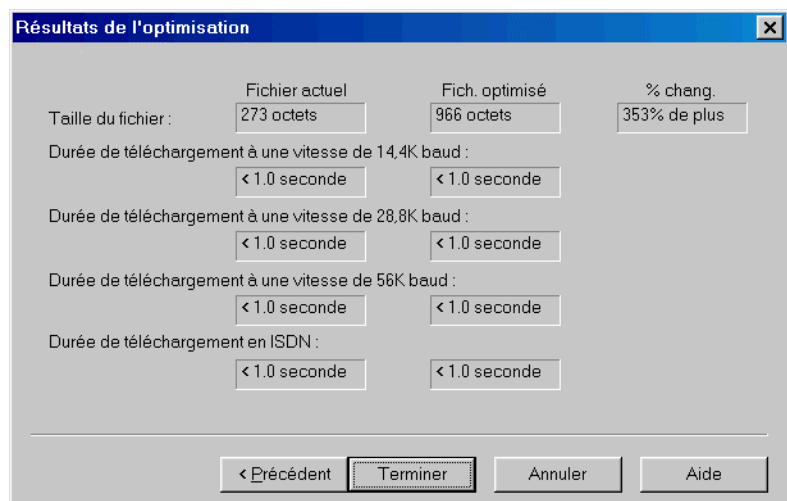 Résultats de l'optimisation
Fichier actuel Fich. optimisé % chang.
Taille du fichier : 273 octets 966 octets 353% de plus
Durée de téléchargement à une vitesse de 14,4K baud :
< 1.0 seconde < 1.0 seconde
Durée de téléchargement à une vitesse de 28,8K baud :
< 1.0 seconde < 1.0 seconde
Durée de téléchargement à une vitesse de 56K baud :
< 1.0 seconde < 1.0 seconde
Durée de téléchargement en ISDN :
< 1.0 seconde < 1.0 seconde
< Précédent Terminer Annuler Aide